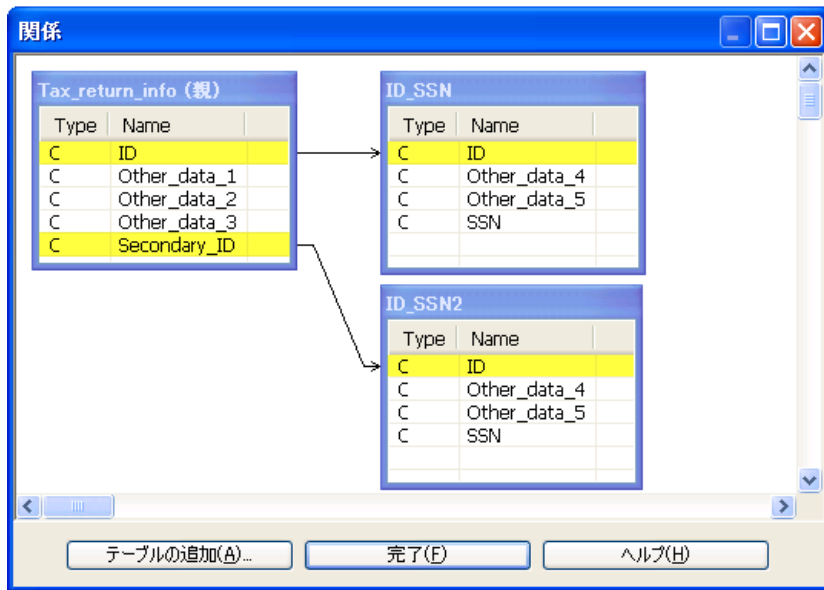 関係
Tax_return_info (親)
Type Name
C ID
C Other_data_1
C Other_data_2
C Other_data_3
C Secondary_ID
ID_SSN
Type Name
C ID
C Other_data_4
C Other_data_5
C SSN
ID_SSN2
Type Name
C ID
C Other_data_4
C Other_data_5
C SSN
テーブルの追加(A)... 完了(F) ヘルプ(H)